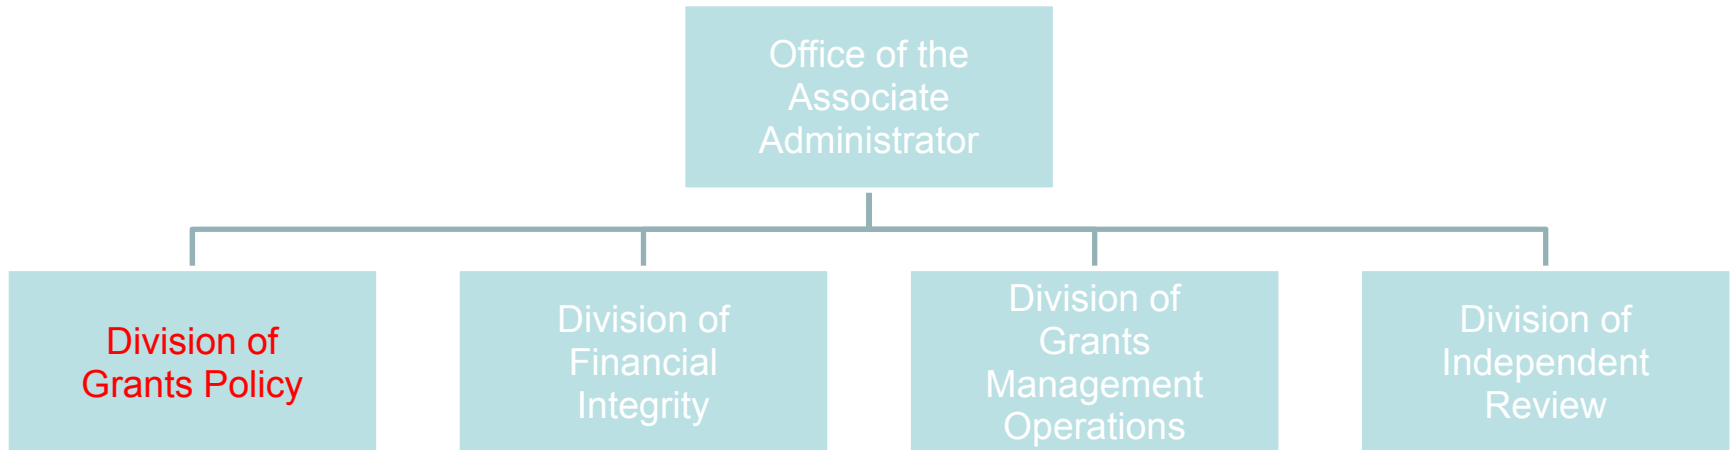 Office of the
Associate
Administrator
Division of
Grants Policy
Division of
Financial
Integrity
Division of
Grants
Management
Operations
Division of
Independent
Review